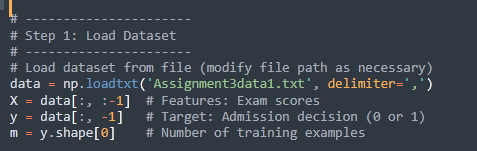 # ----------------------
# Step 1: Load Dataset
# ----------------------
# Load dataset from file (modify file path as necessary)
data = np.loadtxt('Assignment3data1.txt', delimiter=',')
X = data[:, :-1]  # Features: Exam scores
y = data[:, -1]   # Target: Admission decision (0 or 1)
m = y.shape[0]    # Number of training examples